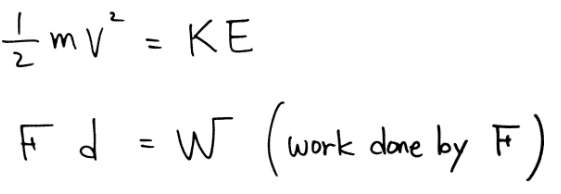 ½ mv² = KE
F d = W (work done by F)